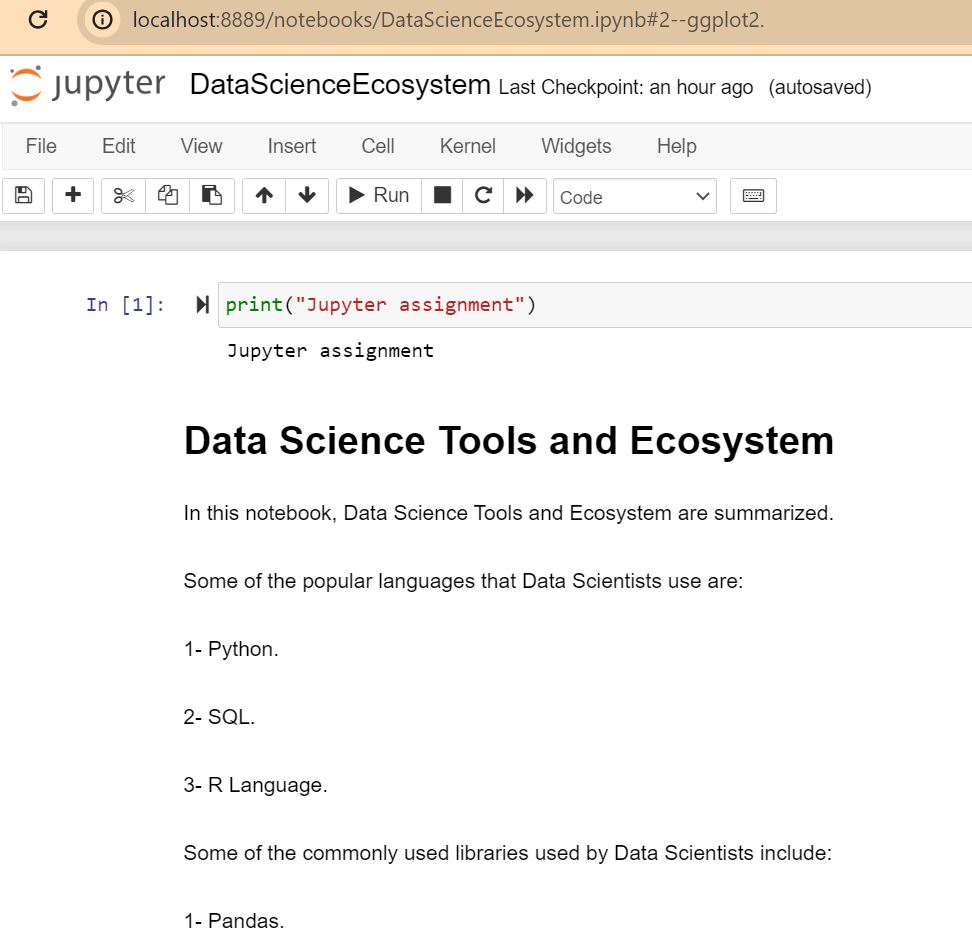 localhost:8889/notebooks/DataScienceEcosystem.ipynb#2--ggplot2.
jupyter DataScienceEcosystem Last Checkpoint: an hour ago (autosaved)
File Edit View Insert Cell Kernel Widgets Help
Run Code
In [1]: print("Jupyter assignment")
Jupyter assignment
Data Science Tools and Ecosystem
In this notebook, Data Science Tools and Ecosystem are summarized.
Some of the popular languages that Data Scientists use are:
1- Python.
2- SQL.
3- R Language.
Some of the commonly used libraries used by Data Scientists include:
1- Pandas.